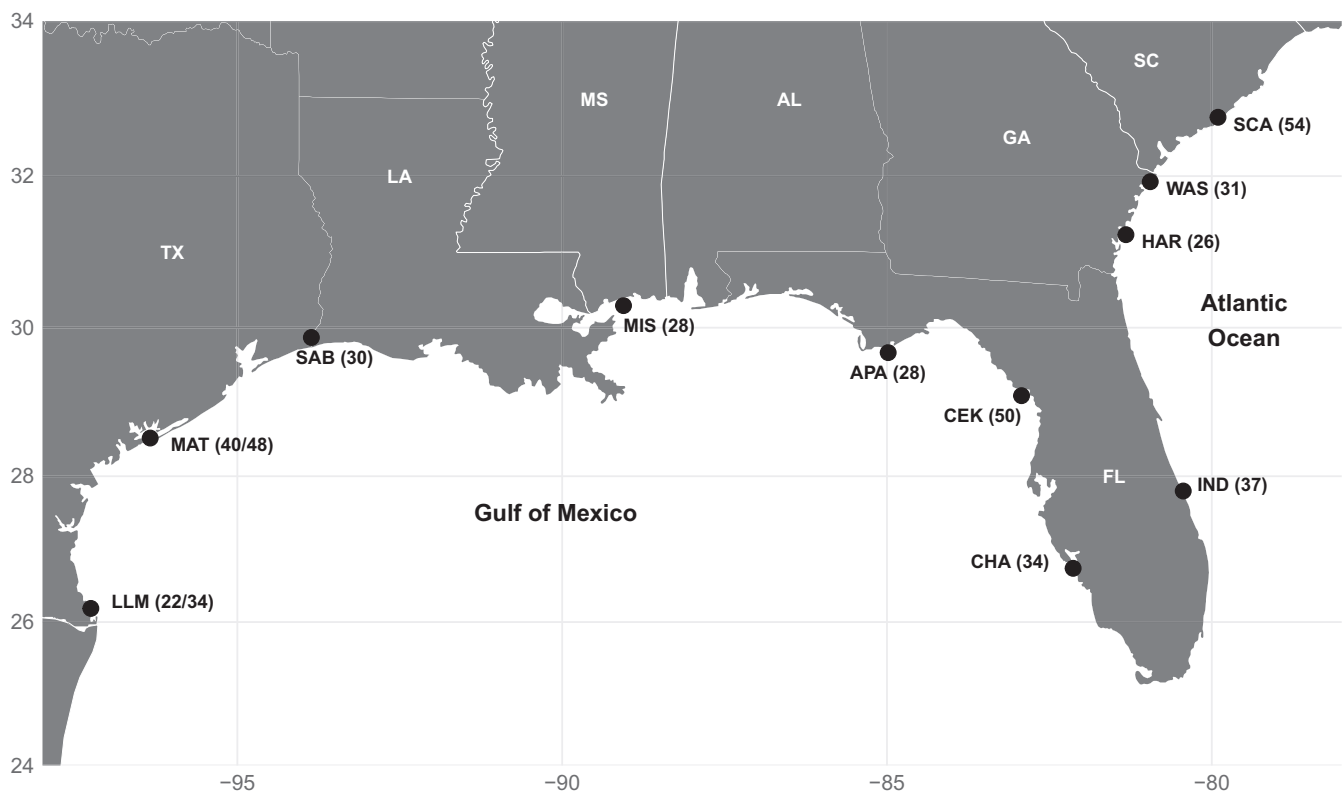 34
SC
MS
AL
SCA (54)
GA
32
LA
WAS (31)
HAR (26)
TX
Atlantic
Ocean
30
MIS (28)
SAB (30)
APA (28)
CEK (50)
MAT (40/48)
28
FL
IND (37)
Gulf of Mexico
CHA (34)
LLM (22/34)
26
24
−95
−90
−85
−80